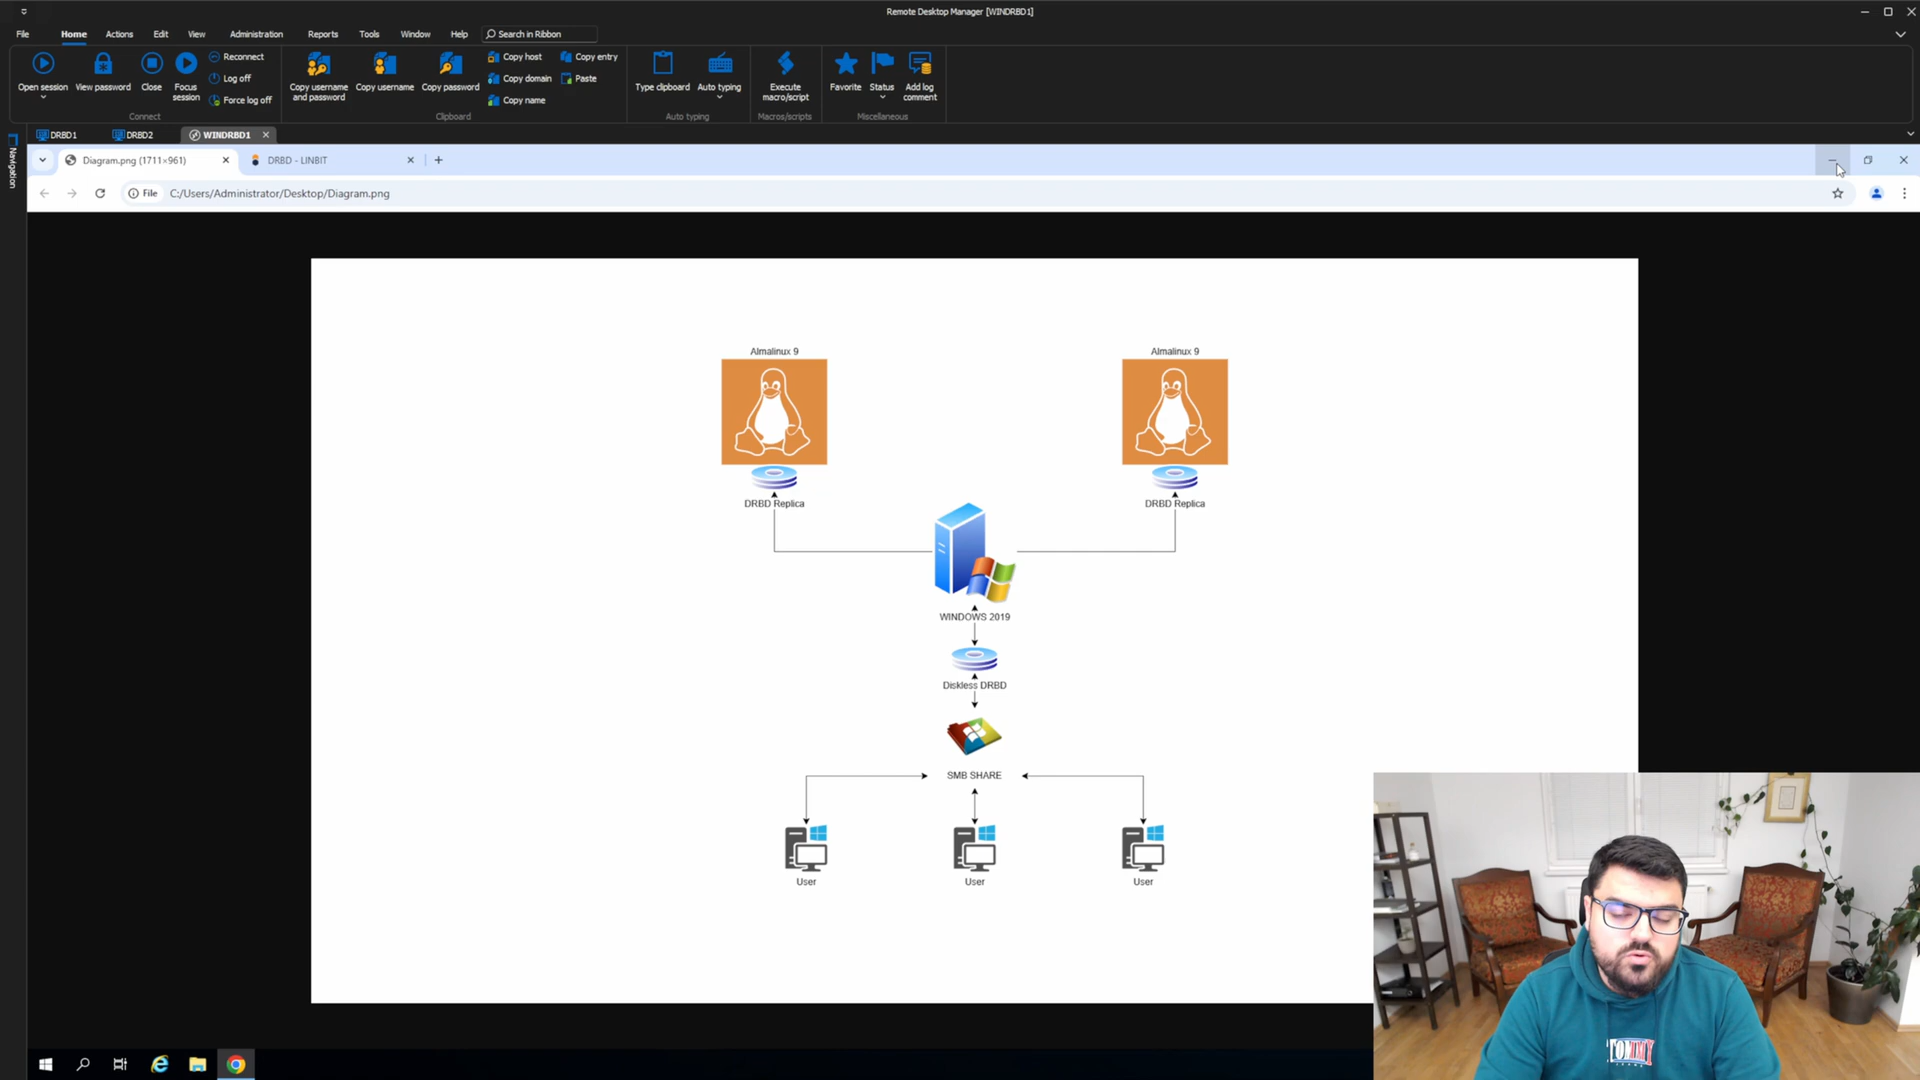 Remote Desktop Manager [WINDRBD1]
File Home Actions Edit View Administration Reports Tools Window Help Search in Ribbon
Open session
View password
Close
Focus session
Reconnect
Log off
Force log off
Connect
Copy username and password
Copy username
Copy password
Copy host
Copy domain
Copy name
Copy entry
Paste
Clipboard
Type clipboard
Auto typing
Auto typing
Execute macro/script
Macros/scripts
Favorite
Status
Add log comment
Miscellaneous
Navigation
DRBD1 DRBD2 WINDRBD1
Diagram.png (1711×961) DRBD - LINBIT
File C:/Users/Administrator/Desktop/Diagram.png
Almalinux 9 Almalinux 9
DRBD Replica DRBD Replica
WINDOWS 2019
Diskless DRBD
SMB SHARE
User User User
TOMMY